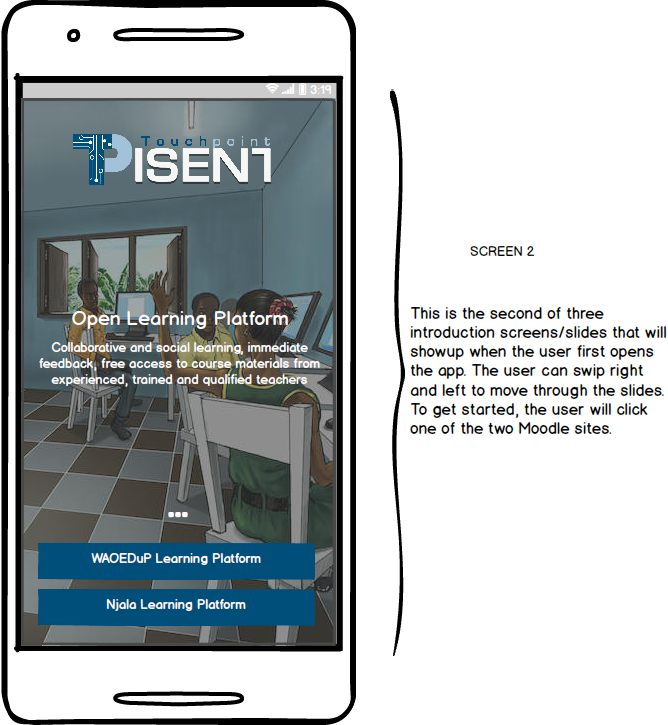 3:19
Touchpoint
TPISENT
Open Learning Platform
Collaborative and social learning, immediate
feedback, free access to course materials from
experienced, trained and qualified teachers
WAOEDuP Learning Platform
Njala Learning Platform
SCREEN 2
This is the second of three
introduction screens/slides that will
showup when the user first opens
the app. The user can swip right
and left to move through the slides.
To get started, the user will click
one of the two Moodle sites.